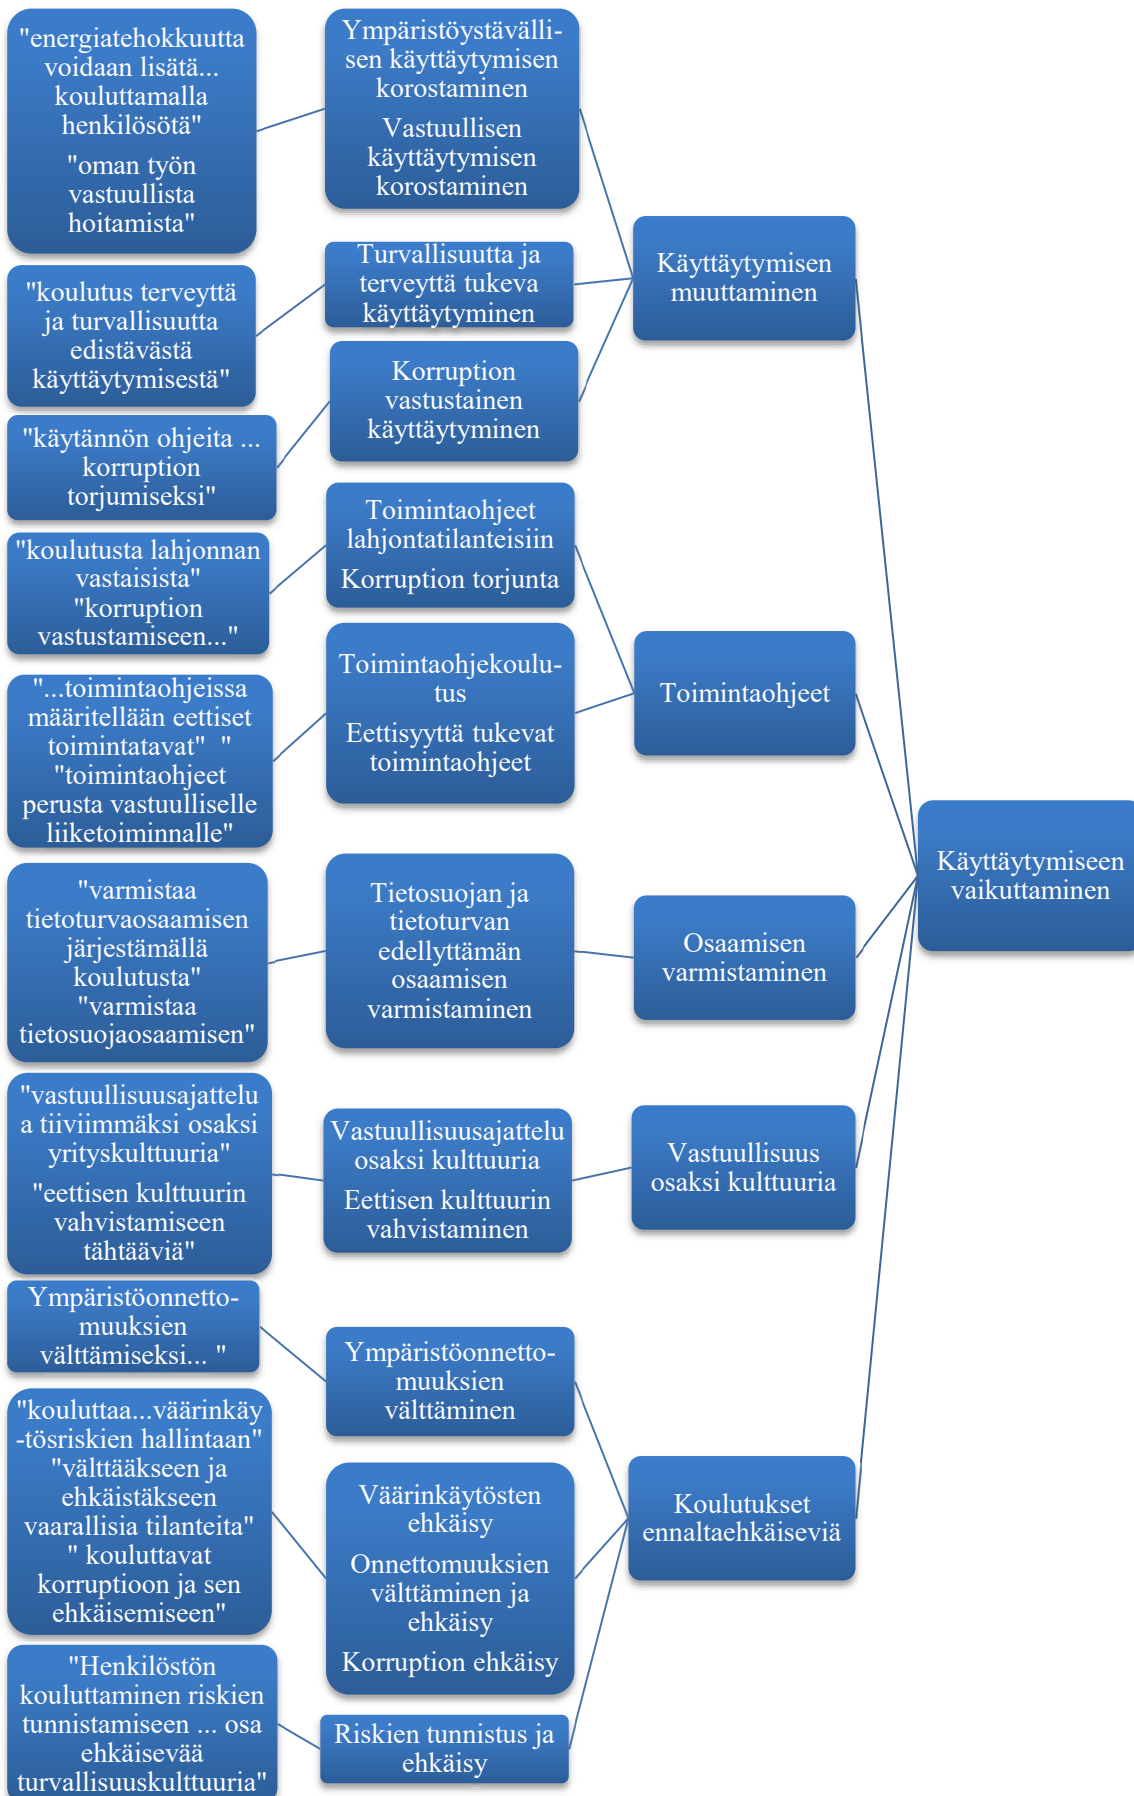 "energiatehokkuutta
voidaan lisätä...
kouluttamalla
henkilösötä"
"oman työn
vastuullista
hoitamista"
"koulutus terveyttä
ja turvallisuutta
edistävästä
käyttäytymisestä"
"käytännön ohjeita ...
korruption
torjumiseksi"
"koulutusta lahjonnan
vastaisista"
"korruption
vastustamiseen..."
"...toimintaohjeissa
määritellään eettiset
toimintatavat" "
"toimintaohjeet
perusta vastuulliselle
liiketoiminnalle"
"varmistaa
tietoturvaosaamisen
järjestämällä
koulutusta"
"varmistaa
tietosuojaosaamisen"
"vastuullisuusajattelu
a tiiviimmäksi osaksi
yrityskulttuuria"
"eettisen kulttuurin
vahvistamiseen
tähtääviä"
Ympäristöonnetto-
muuksien
välttämiseksi... "
"kouluttaa...väärinkäy
-tösriskien hallintaan"
"välttääkseen ja
ehkäistäkseen
vaarallisia tilanteita"
" kouluttavat
korruptioon ja sen
ehkäisemiseen"
"Henkilöstön
kouluttaminen riskien
tunnistamiseen ... osa
ehkäisevää
turvallisuuskulttuuria"
Ympäristöystävälli-
sen käyttäytymisen
korostaminen
Vastuullisen
käyttäytymisen
korostaminen
Turvallisuutta ja
terveyttä tukeva
käyttäytyminen
Korruption
vastustainen
käyttäytyminen
Toimintaohjeet
lahjontatilanteisiin
Korruption torjunta
Toimintaohjekoulu-
tus
Eettisyyttä tukevat
toimintaohjeet
Tietosuojan ja
tietoturvan
edellyttämän
osaamisen
varmistaminen
Vastuullisuusajattelu
osaksi kulttuuria
Eettisen kulttuurin
vahvistaminen
Ympäristöonnetto-
muuksien
välttäminen
Väärinkäytösten
ehkäisy
Onnettomuuksien
välttäminen ja
ehkäisy
Korruption ehkäisy
Riskien tunnistus ja
ehkäisy
Käyttäytymisen
muuttaminen
Toimintaohjeet
Osaamisen
varmistaminen
Vastuullisuus
osaksi kulttuuria
Koulutukset
ennaltaehkäiseviä
Käyttäytymiseen
vaikuttaminen